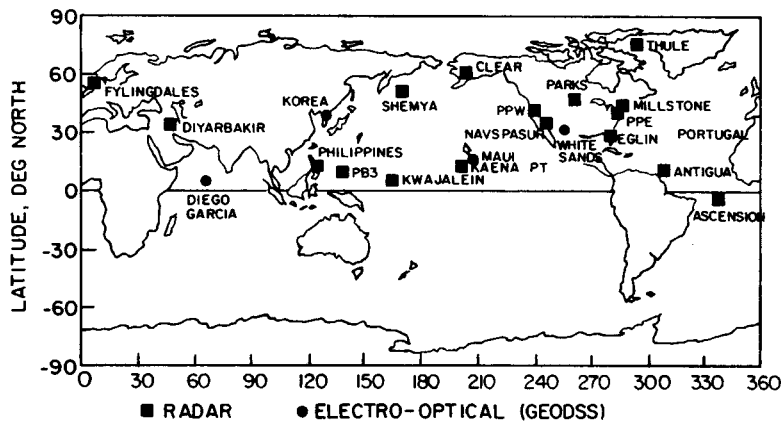 90
60
30
0
-30
-60
-90
LATITUDE, DEG NORTH
THULE
CLEAR
FYLINGDALES
PARKS
KOREA
SHEMYA
PPW
MILLSTONE
PPE
DIYARBAKIR
NAVSPASUR
EGLIN
PORTUGAL
WHITE
SANDS
PHILIPPINES
MAUI
KAENA PT
PB3
KWAJALEIN
ANTIGUA
DIEGO
GARCIA
ASCENSION
0 30 60 90 120 130 180 210 240 270 280 300 330 360
■ RADAR ● ELECTRO-OPTICAL (GEODSS)